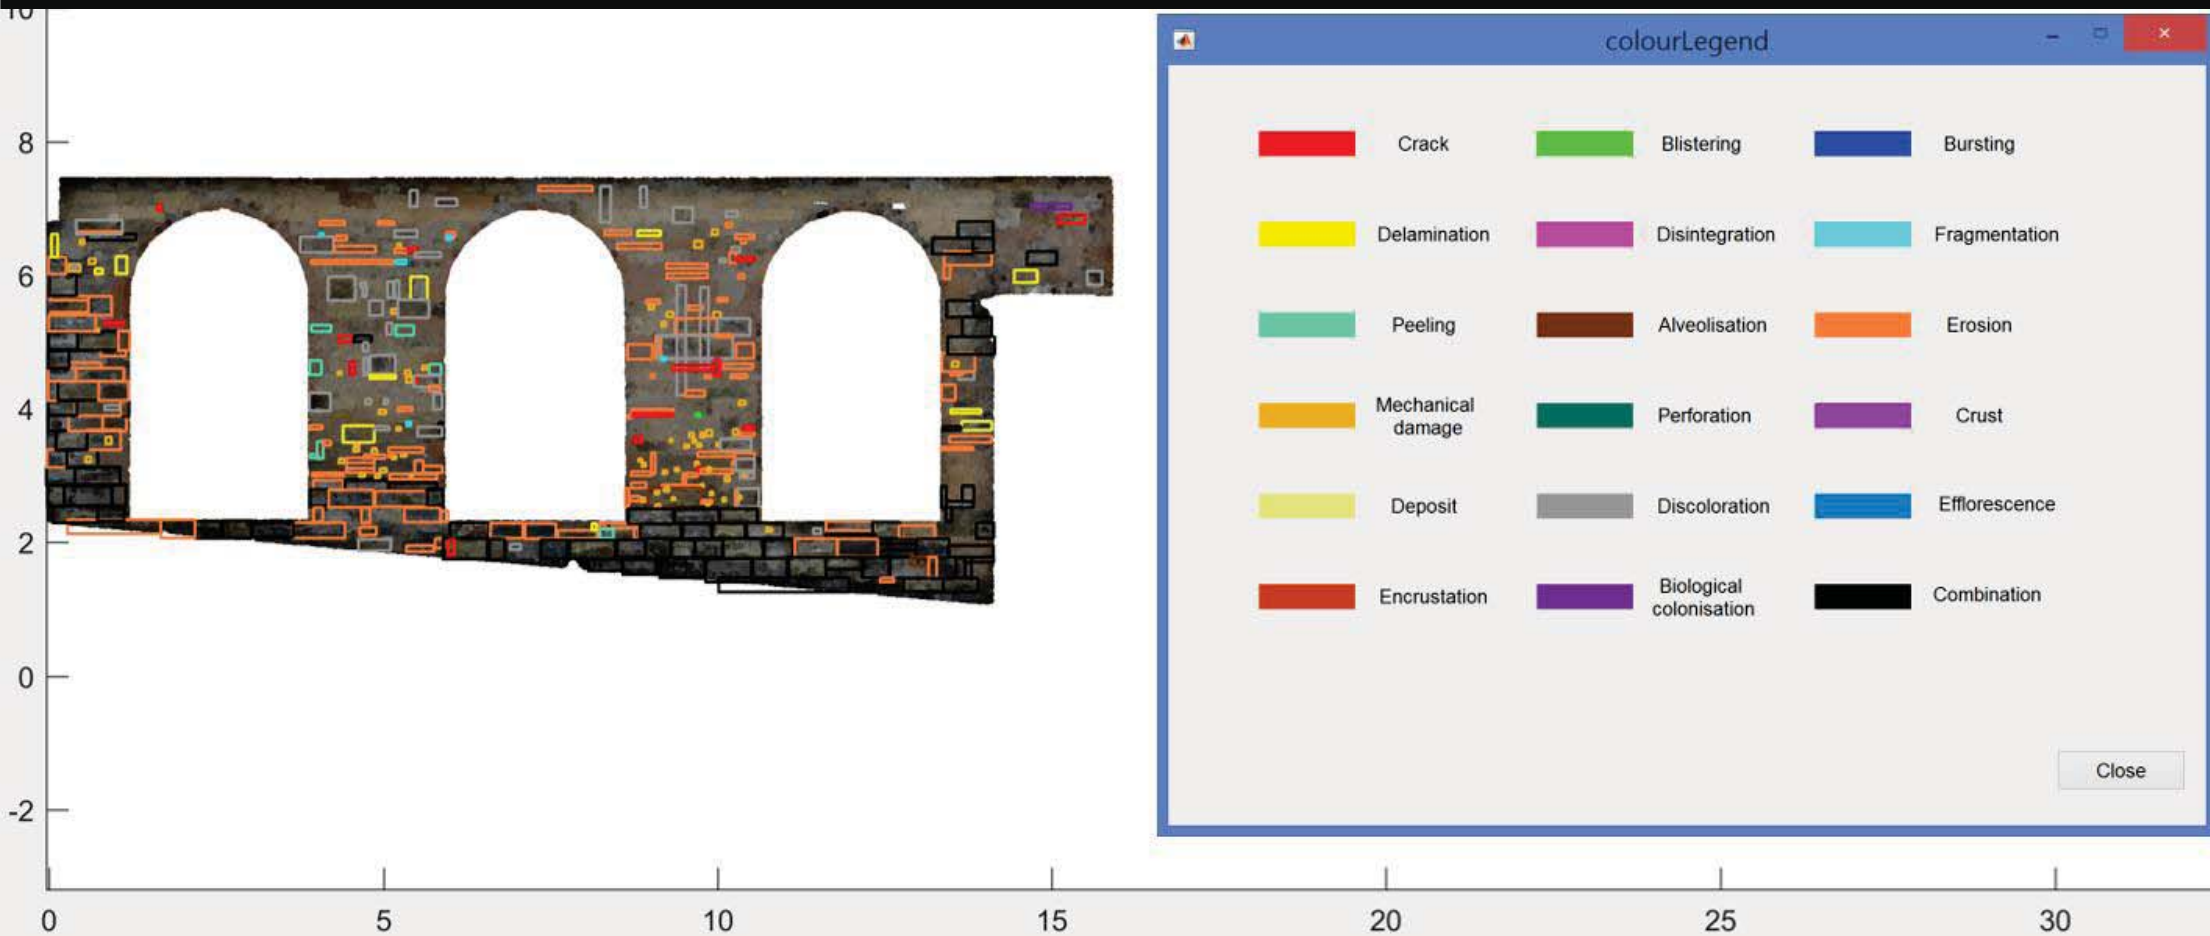 10
8
6
4
2
0
-2
0 5 10 15 20 25 30
colourLegend
Crack Blistering Bursting
Delamination Disintegration Fragmentation
Peeling Alveolisation Erosion
Mechanical
damage
Perforation Crust
Deposit Discoloration Efflorescence
Encrustation
Biological
colonisation
Combination
Close